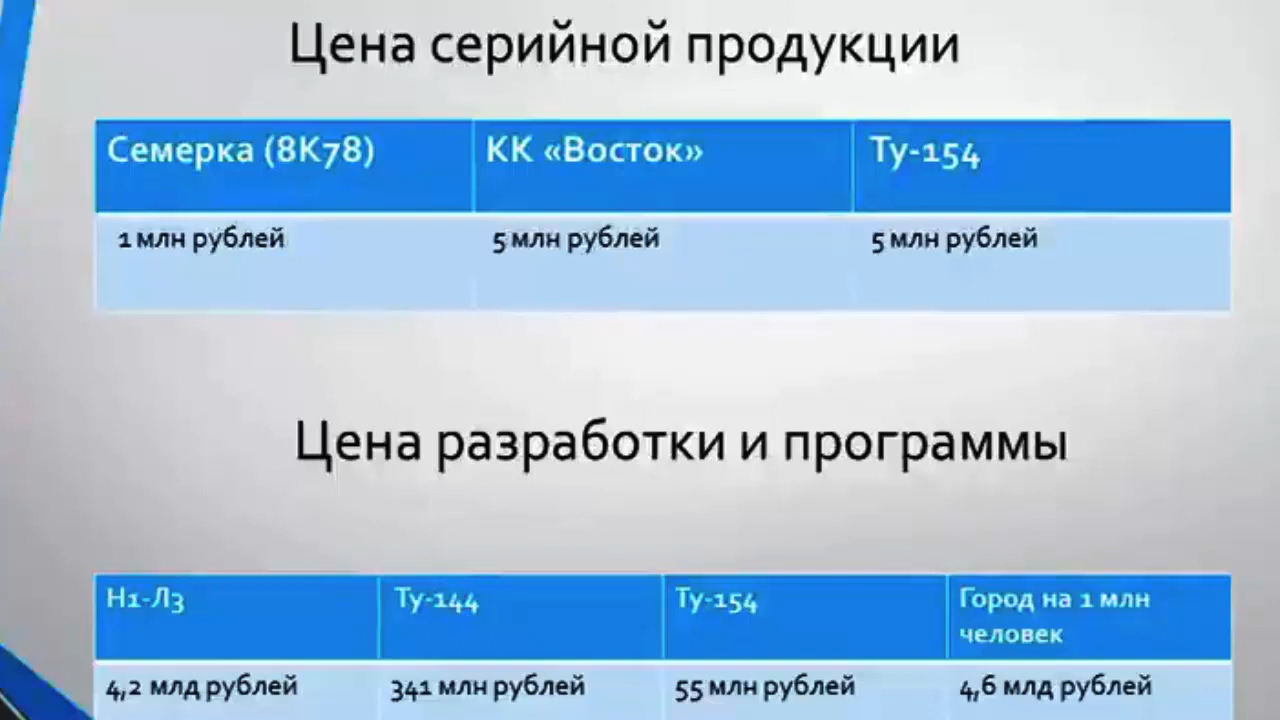 Цена серийной продукции
Семерка (8К78) КК «Восток» Ту-154
1 млн рублей 5 млн рублей 5 млн рублей
Цена разработки и программы
Н1-Л3 Ту-144 Ту-154 Город на 1 млн
человек
4,2 млд рублей 341 млн рублей 55 млн рублей 4,6 млд рублей